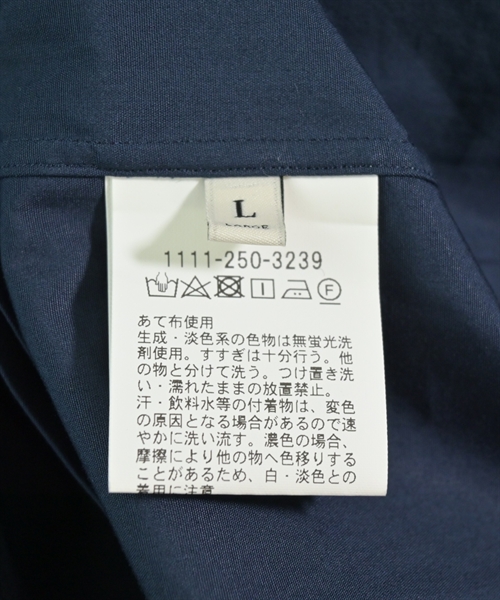 L
LARGE
1111-250-3239
F
あて布使用
生成・淡色系の色物は無蛍光洗
剤使用。すすぎは十分行う。他
の物と分けて洗う。つけ置き洗
い・濡れたままの放置禁止。
汗・飲料水等の付着物は、変色
の原因となる場合があるので速
やかに洗い流す。濃色の場合、
摩擦により他の物へ色移りする
ことがあるため、白・淡色との
着用に注意